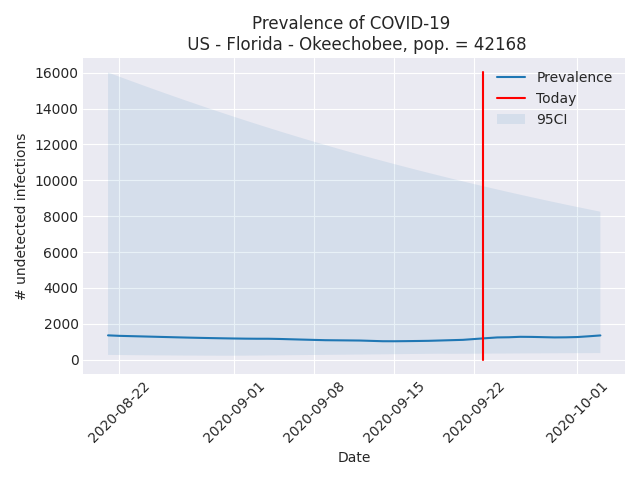 Prevalence of COVID-19
US - Florida - Okeechobee, pop. = 42168
16000
14000
12000
10000
8000
6000
4000
2000
0
# undetected infections
Prevalence
Today
95CI
2020-08-22
2020-09-01
2020-09-08
2020-09-15
2020-09-22
2020-10-01
Date